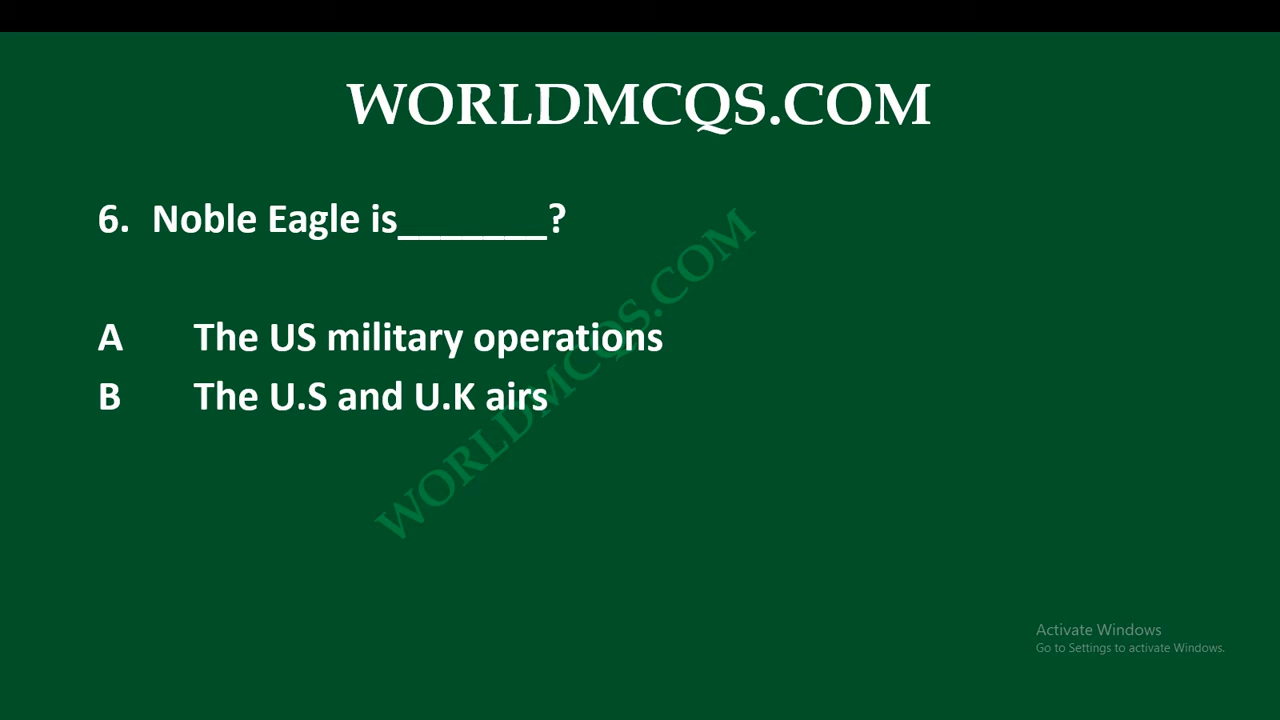 WORLDMCQS.COM
6. Noble Eagle is_______?
A The US military operations
B The U.S and U.K airs
WORLDMCQS.COM
Activate Windows
Go to Settings to activate Windows.